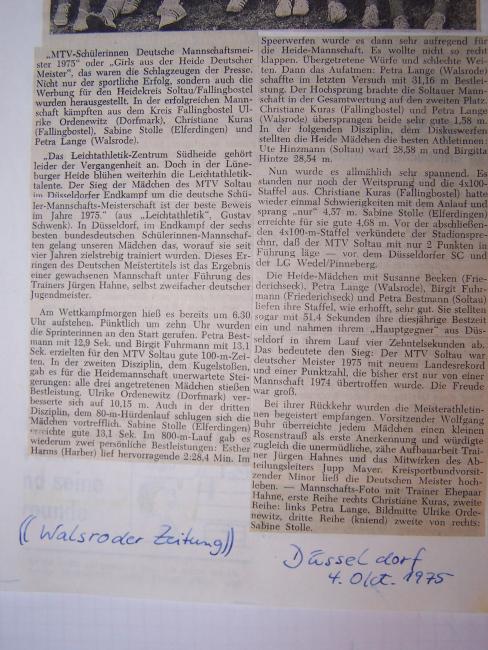 „MTV-Schülerinnen Deutsche Mannschaftsmei-
ster 1975" oder „Girls aus der Heide Deutscher
Meister", das waren die Schlagzeugen der Presse.
Nicht nur der sportliche Erfolg, sondern auch die
Werbung für den Heidekreis Soltau/Fallingbostel
wurden herausgestellt. In der erfolgreichen Mann-
schaft kämpften aus dem Kreis Fallingbostel Ul-
rike Ordenewitz (Dorfmark), Christiane Kuras
(Fallingbostel), Sabine Stolle (Elferdingen) und
Petra Lange (Walsrode).
„Das Leichtathletik-Zentrum Südheide gehört
leider der Vergangenheit an. Doch in der Lüne-
burger Heide blühen weiterhin die Leichtathletik-
talente. Der Sieg der Mädchen des MTV Soltau
im Düsseldorfer Endkampf um die deutsche Schü-
ler-Mannschafts-Meisterschaft ist der beste Beweis
im Jahre 1975." (aus „Leichtathletik", Gustav
Schwenk). In Düsseldorf, im Endkampf der sechs
besten bundesdeutschen Schülerinnen-Mannschaf-
ten gelang unseren Mädchen das, worauf sie seit
vier Jahren zielstrebig trainiert wurden. Dieses Er-
ringen des Deutschen Meistertitels ist das Ergebnis
einer gewachsenen Mannschaft unter Führung des
Trainers Jürgen Hahne, selbst zweifacher deutscher
Jugendmeister.
Am Wettkampfmorgen hieß es bereits um 6.30
Uhr aufstehen. Pünktlich um zehn Uhr wurden
die Sprinterinnen an den Start gerufen. Petra Best-
mann mit 12,9 Sek. und Birgit Fuhrmann mit 13,1
Sek. erzielten für den MTV Soltau gute 100-m-Zei-
ten. In der zweiten Disziplin, dem Kugelstoßen,
gab es für die Heidemannschaft unerwartete Stei-
gerungen: alle drei angetretenen Mädchen stießen
Bestleistung. Ulrike Ordenewitz (Dorfmark) ver-
besserte sich auf 10,15 m. Auch in der dritten
Disziplin, dem 80-m-Hürdenlauf schlugen sich die
Mädchen vortrefflich. Sabine Stolle (Elferdingen)
erreichte gute 13,1 Sek. Im 800-m-Lauf gab es
wiederum zwei persönliche Bestleistungen: Esther
Harms (Harber) lief hervorragende 2:28,4 Min. Im
Speerwerfen wurde es dann sehr aufregend für
die Heide-Mannschaft. Es wollte nicht so recht
klappen. Übergetretene Würfe und schlechte Wei-
ten. Dann das Aufatmen: Petra Lange (Walsrode)
schaffte im letzten Versuch mit 31,16 m Bestlei-
stung. Der Hochsprung brachte die Soltauer Mann-
schaft in der Gesamtwertung auf den zweiten Platz.
Christiane Kuras (Fallingbostel) und Petra Lange
(Walsrode) übersprangen beide sehr gute 1,58 m.
In der folgenden Disziplin, dem Diskuswerfen
stellten die Heide Mädchen die besten Athletinnen:
Ute Hinzmann (Soltau) warf 28,58 m und Birgitta
Hintze 28,54 m.
Nun wurde es allmählich sehr spannend. Es
standen nur noch der Weitsprung und die 4x100-
Staffel aus. Christiane Kuras (Fallingbostel) hatte
wieder einmal Schwierigkeiten mit dem Anlauf und
sprang „nur" 4,57 m. Sabine Stolle (Elferdingen)
erreichte für sie gute 4,68 m. Vor der abschließen-
den 4x100-m-Staffel verkündete der Stadionspre-
cher, daß der MTV Soltau mit nur 2 Punkten in
Führung läge — vor dem Düsseldorfer SC und
der LG Wedel/Pinneberg.
Die Heide-Mädchen mit Susanne Beeken (Frie-
derichseck), Petra Lange (Walsrode), Birgit Fuhr-
mann (Friederichseck) und Petra Bestmann (Soltau)
liefen ihre Staffel, wie erhofft, sehr gut. Sie stellten
sogar mit 51,4 Sekunden ihre diesjährige Bestzeit
ein und nahmen ihrem „Hauptgegner" aus Düs-
seldorf in ihrem Lauf vier Zehntelsekunden ab.
Das bedeutete den Sieg: Der MTV Soltau war
deutscher Meister 1975 mit neuem Landesrekord
und einer Punktzahl, die bisher erst nur von einer
Mannschaft 1974 übertroffen wurde. Die Freude
war groß.
Bei ihrer Rückkehr wurden die Meisterathletin-
nen begeistert empfangen. Vorsitzender Wolfgang
Buhr überreichte jedem Mädchen einen kleinen
Rosenstrauß als erste Anerkennung und würdigte
zugleich die unermüdliche, zähe Aufbauarbeit Trai-
ner Jürgen Hahnes und das Mitwirken des Ab-
teilungsleiters Jupp Mayer. Kreissportbundvorsit-
zender Minor ließ die Deutschen Meister hoch-
leben. — Mannschafts-Foto mit Trainer Ehepaar
Hahne, erste Reihe rechts Christiane Kuras, zweite
Reihe: links Petra Lange, Bildmitte Ulrike Orde-
newitz, dritte Reihe (kniend) zweite von rechts:
Sabine Stolle.
((Walsroder Zeitung))
Düsseldorf
4. Okt. 1975